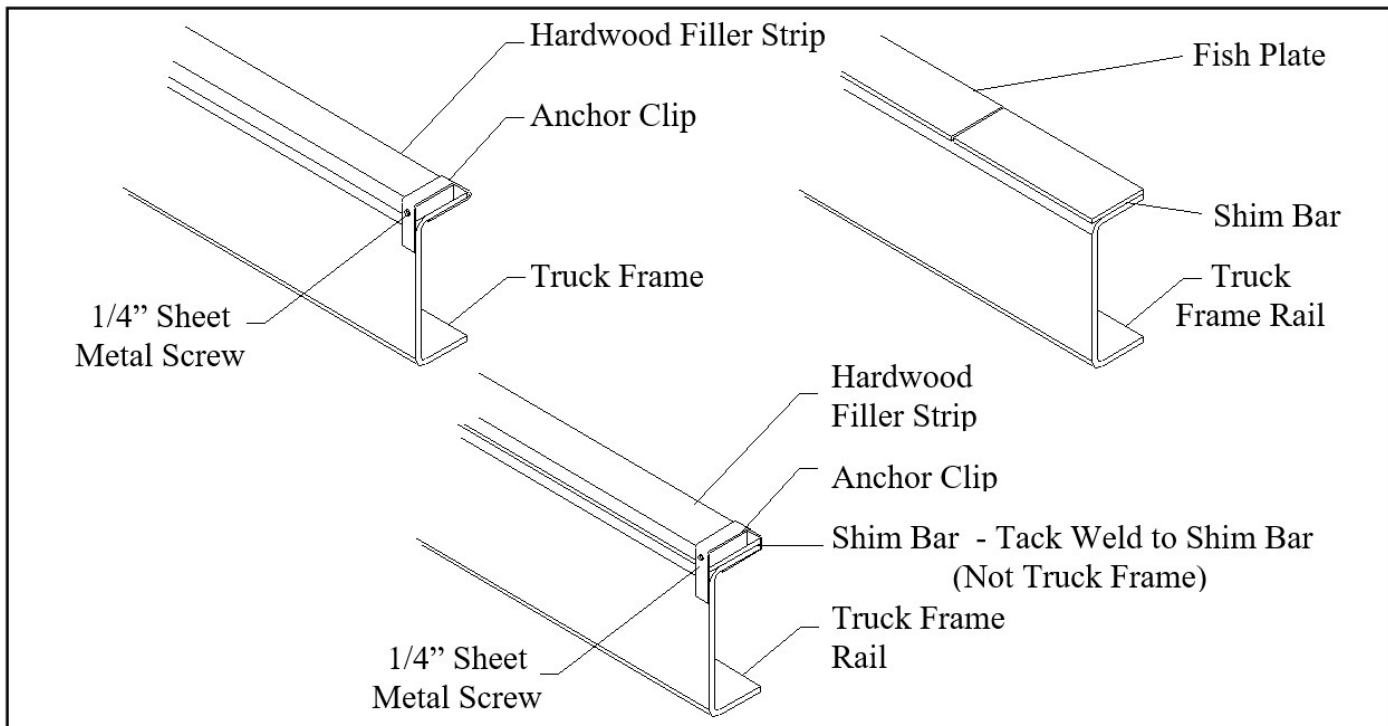 Hardwood Filler Strip
Anchor Clip
Truck Frame
1/4” Sheet
Metal Screw
Fish Plate
Shim Bar
Truck
Frame Rail
Hardwood
Filler Strip
Anchor Clip
Shim Bar - Tack Weld to Shim Bar
(Not Truck Frame)
Truck Frame
Rail
1/4” Sheet
Metal Screw